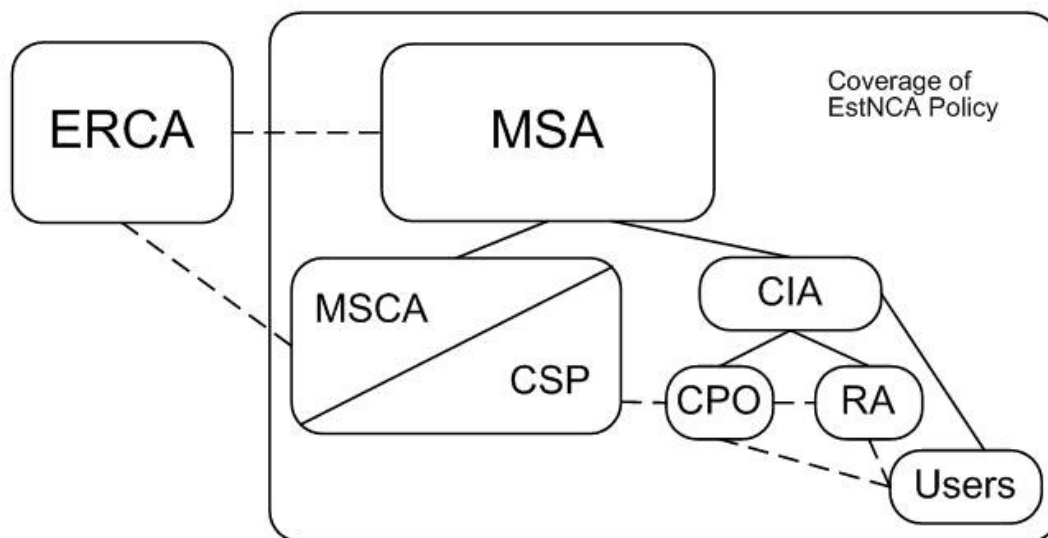 Coverage of
EstNCA Policy
ERCA
MSA
MSCA
CIA
CSP
CPO
RA
Users